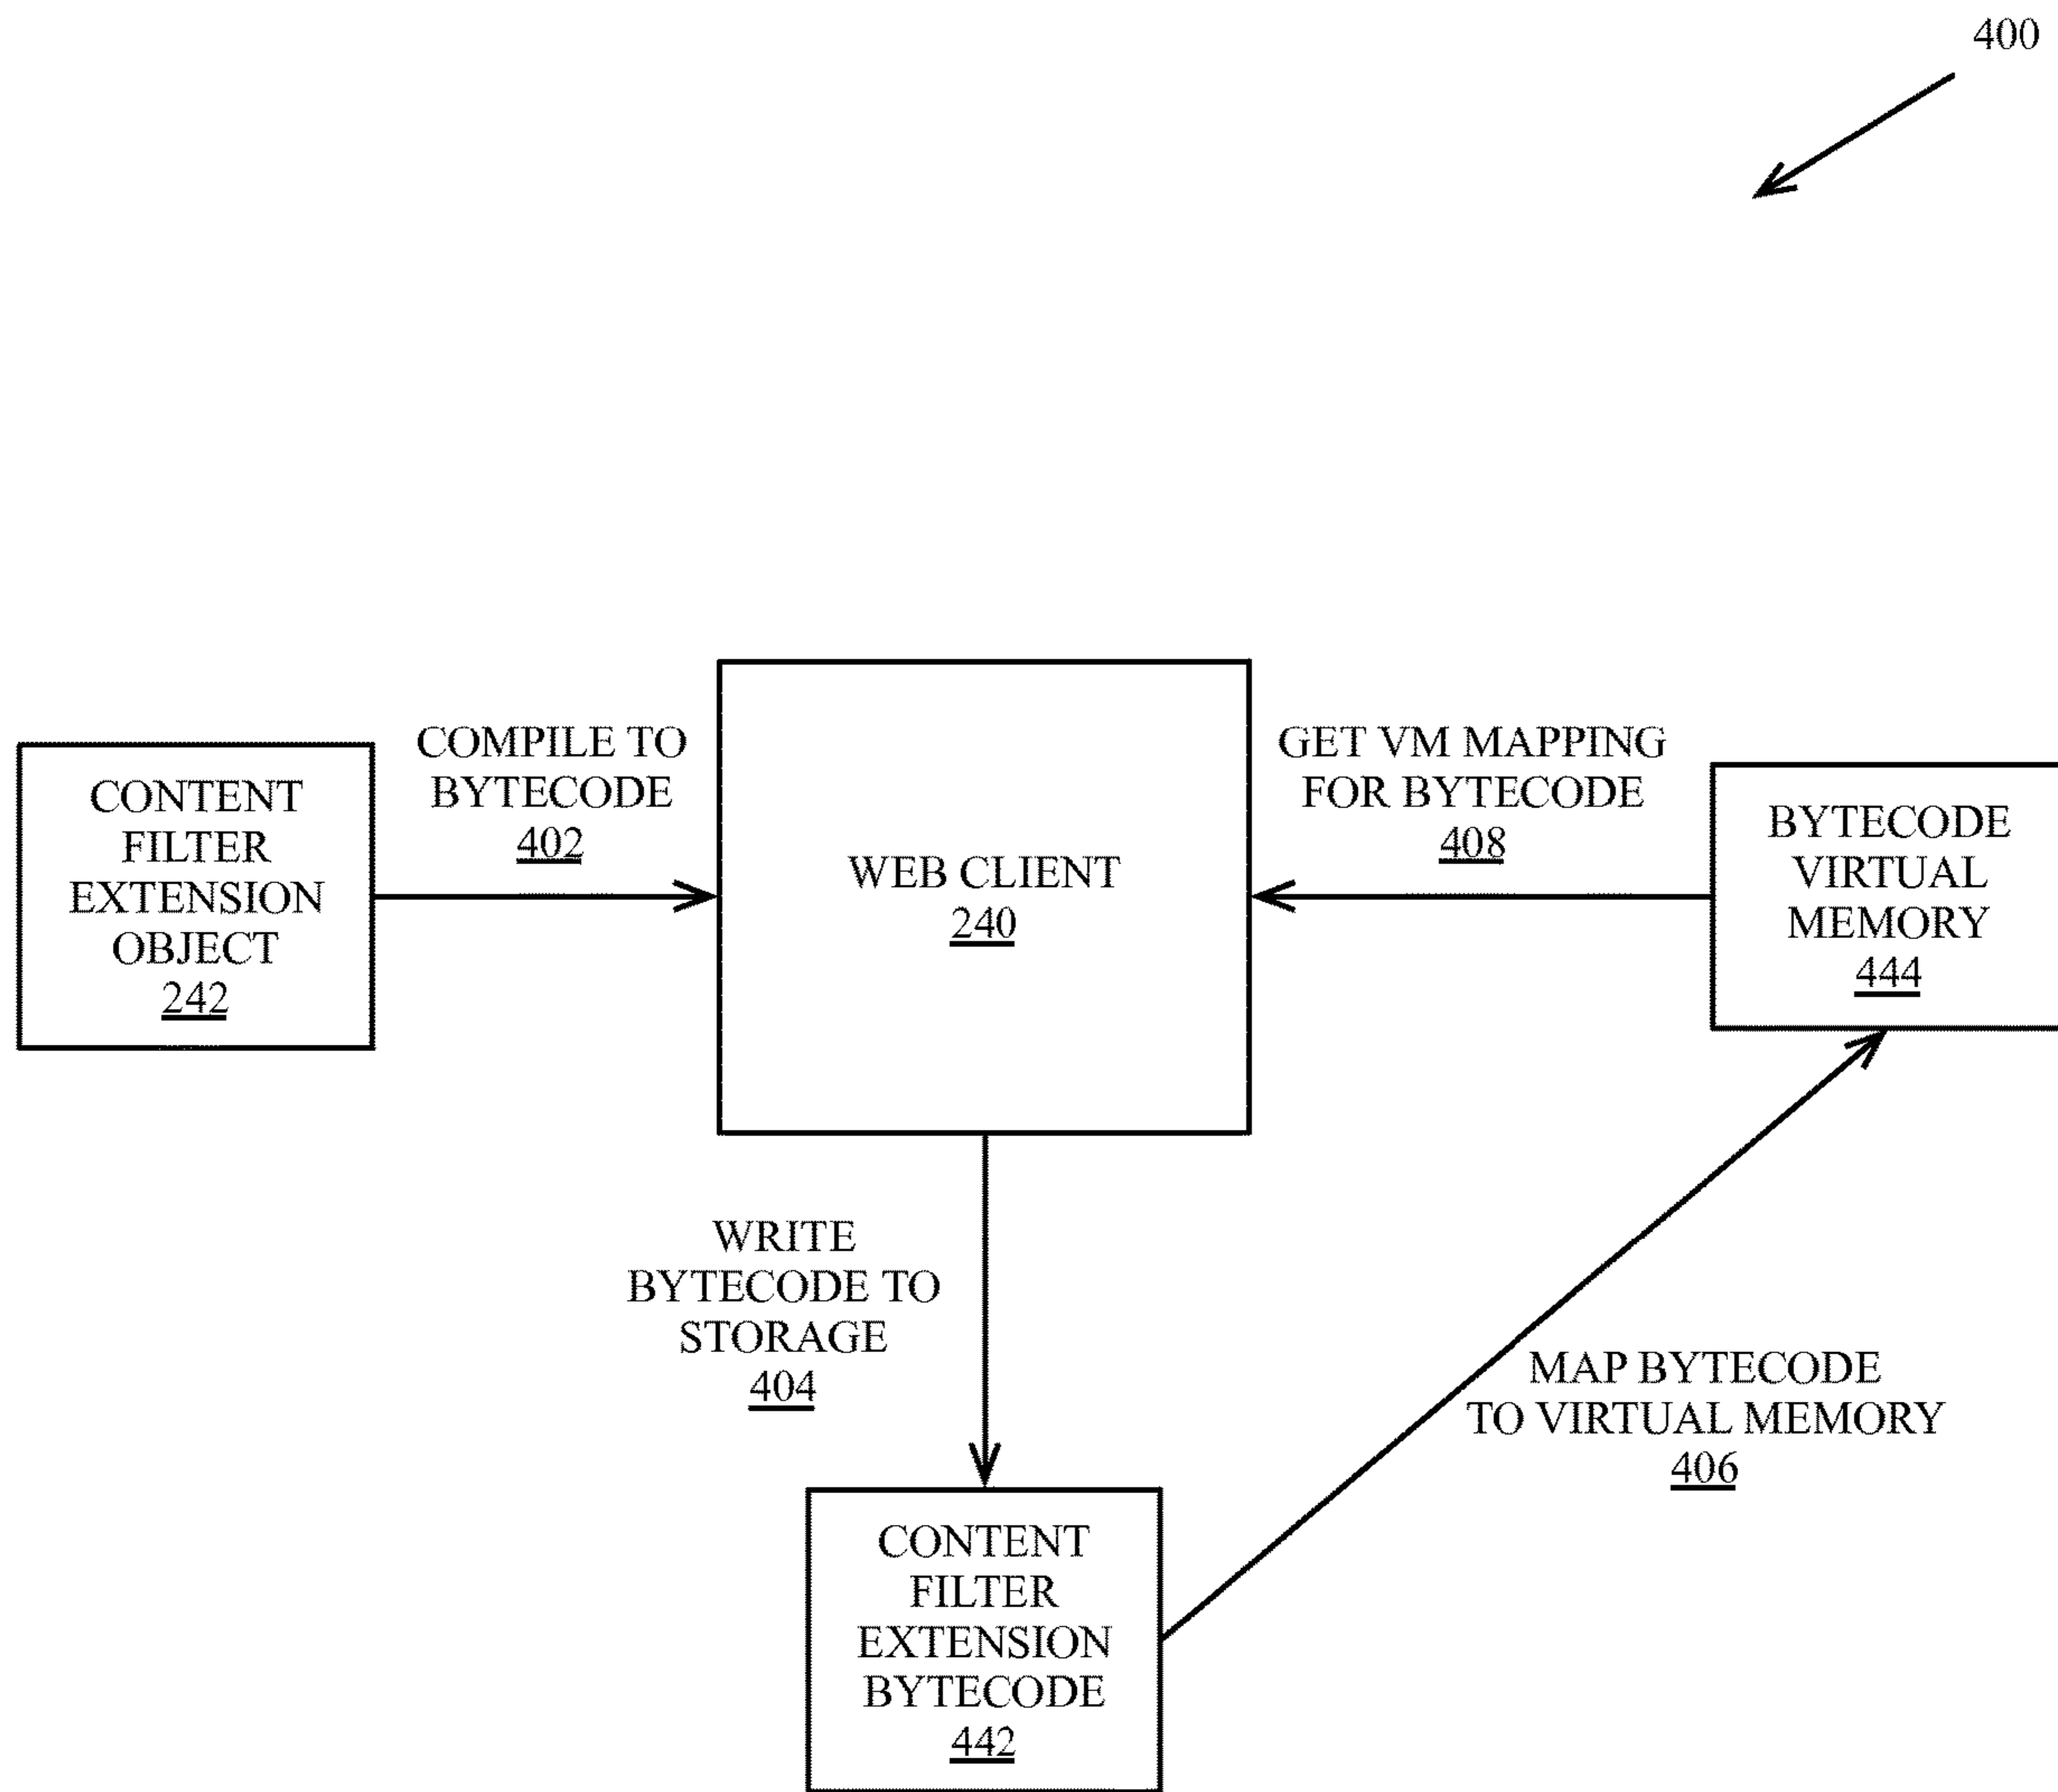 400
CONTENT
FILTER
EXTENSION
OBJECT
242
COMPILE TO
BYTECODE
402
WEB CLIENT
240
GET VM MAPPING
FOR BYTECODE
408
BYTECODE
VIRTUAL
MEMORY
444
WRITE
BYTECODE TO
STORAGE
404
MAP BYTECODE
TO VIRTUAL MEMORY
406
CONTENT
FILTER
EXTENSION
BYTECODE
442